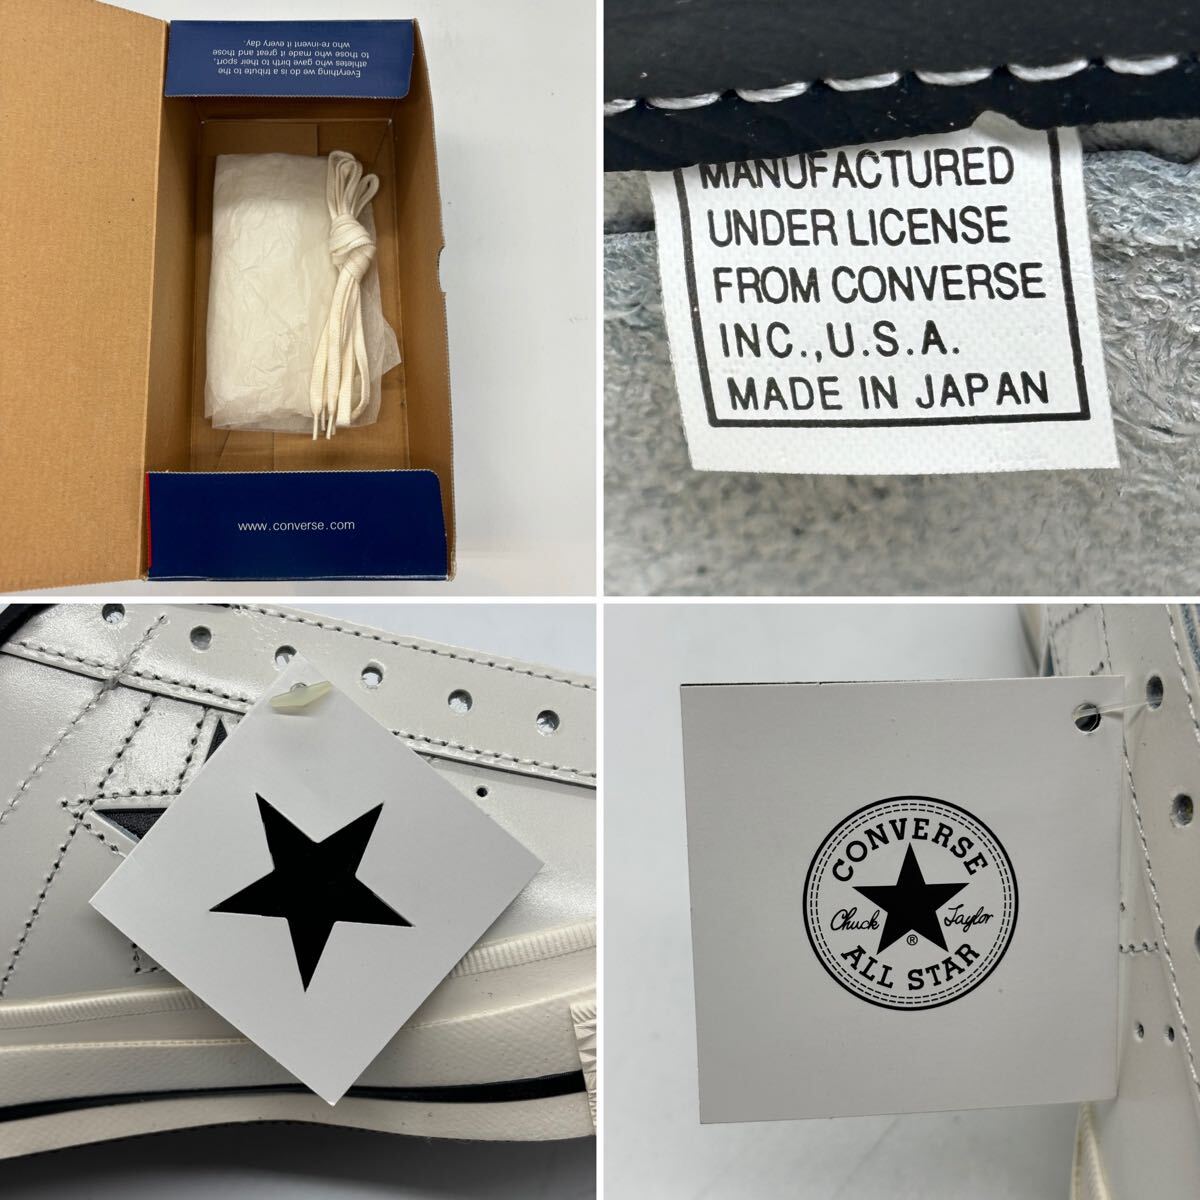 Everything we do is a tribute to the
athletes who gave birth to their sport,
to those who made it great and those
who re-invent it every day.
www.converse.com
MANUFACTURED
UNDER LICENSE
FROM CONVERSE
INC.,U.S.A.
MADE IN JAPAN
CONVERSE
Chuck Taylor
®
ALL STAR